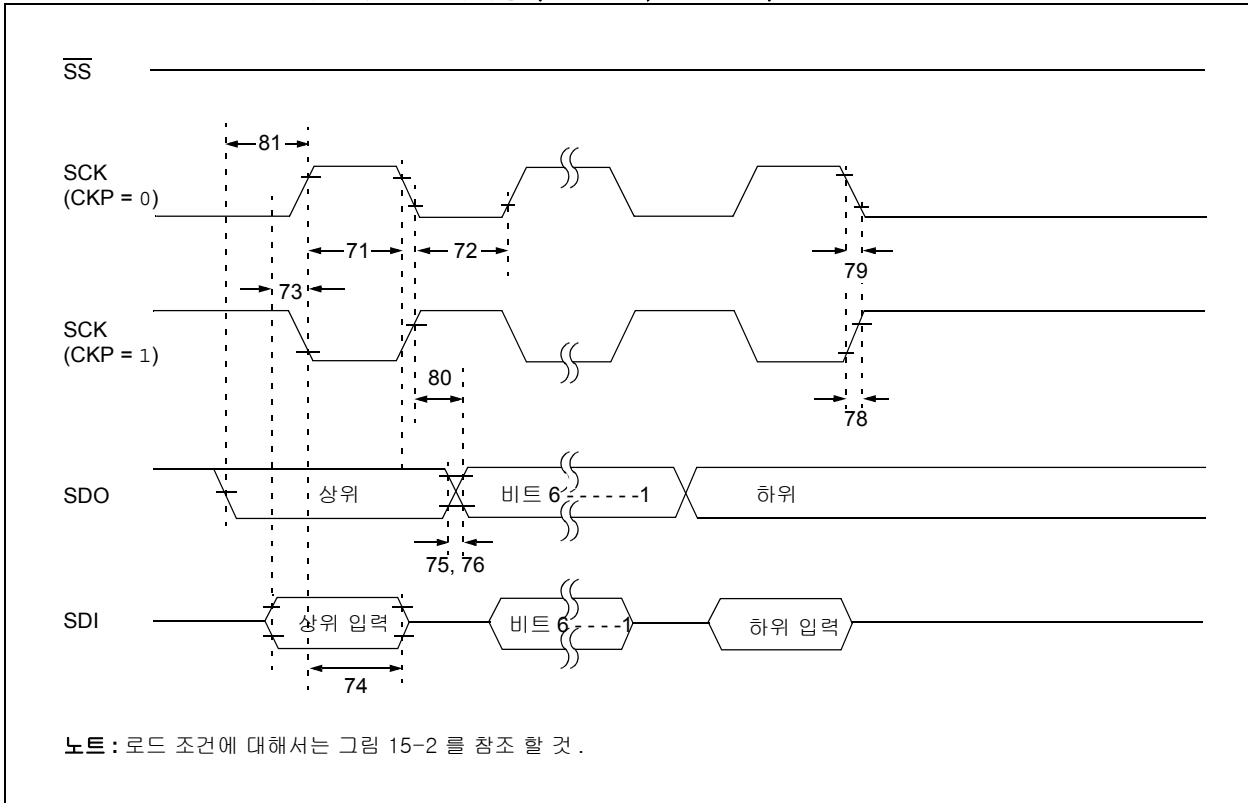 SS
81
SCK
(CKP = 0)
71
72
79
73
SCK
(CKP = 1)
80
78
SDO
상위
비트 6 - - - - - -1
하위
75, 76
SDI
상위 입력
비트 6- - - -1
하위 입력
74
노트 : 로드 조건에 대해서는 그림 15-2 를 참조 할 것 .